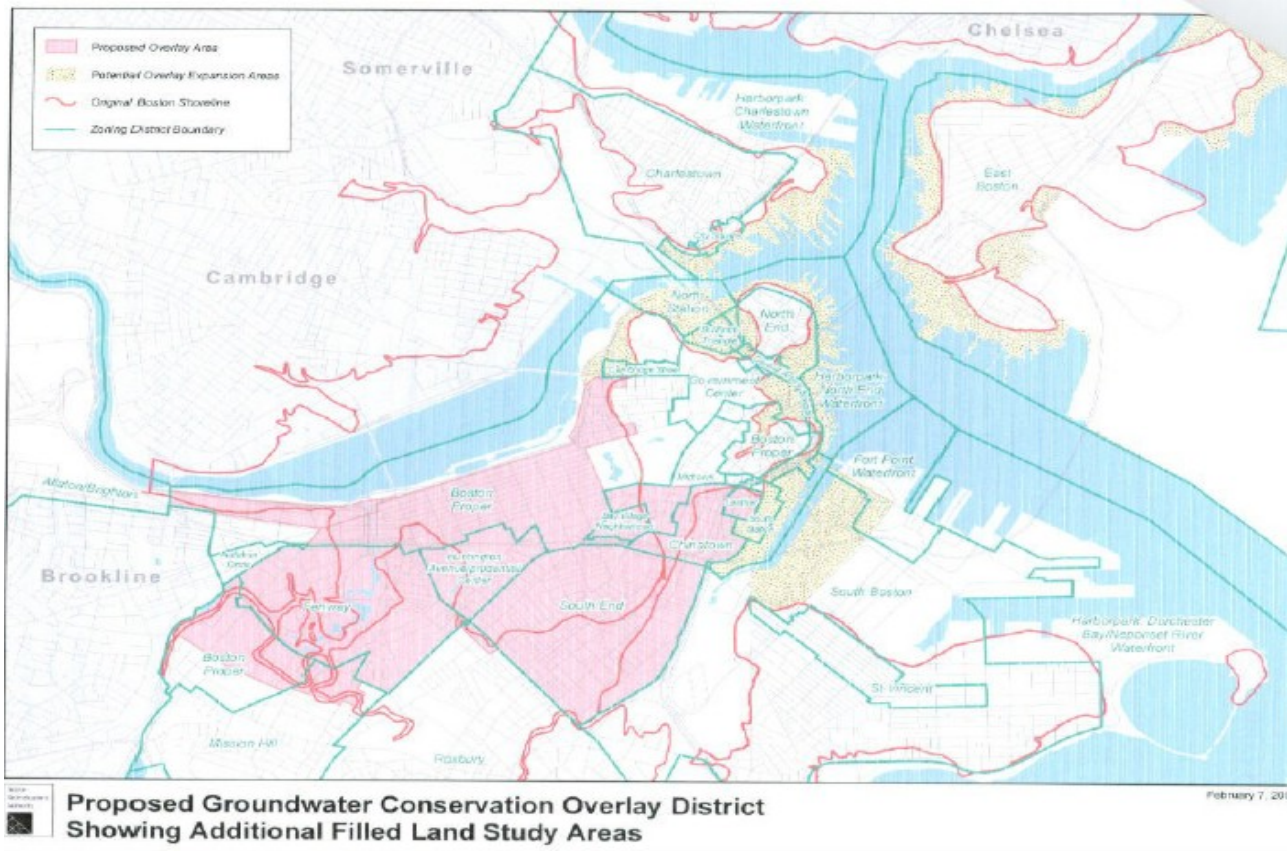 Proposed Overlay Area
Potential Overlay Expansion Areas
Original Boston Shoreline
Zoning District Boundary
Somerville
Chelsea
Harborpark:
Charlestown
Waterfront
Charlestown
East
Boston
Cambridge
North
Station
North
End
Government
Center
Harborpark:
North End
Waterfront
Boston
Proper
Midtown
Fort Point
Waterfront
Allston/Brighton
Boston
Proper
Chinatown
Huntington
Avenue/Prudential
Center
Brookline
Fenway
South End
South Boston
Harborpark: Dorchester
Bay/Neponset River
Waterfront
Boston
Proper
St. Vincent
Mission Hill
Roxbury
Proposed Groundwater Conservation Overlay District
Showing Additional Filled Land Study Areas
February 7, 20